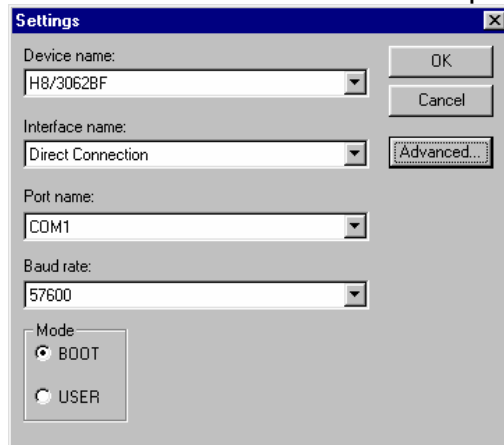 Settings
Device name:
H8/3062BF
OK
Cancel
Interface name:
Direct Connection
Advanced...
Port name:
COM1
Baud rate:
57600
Mode
BOOT
USER